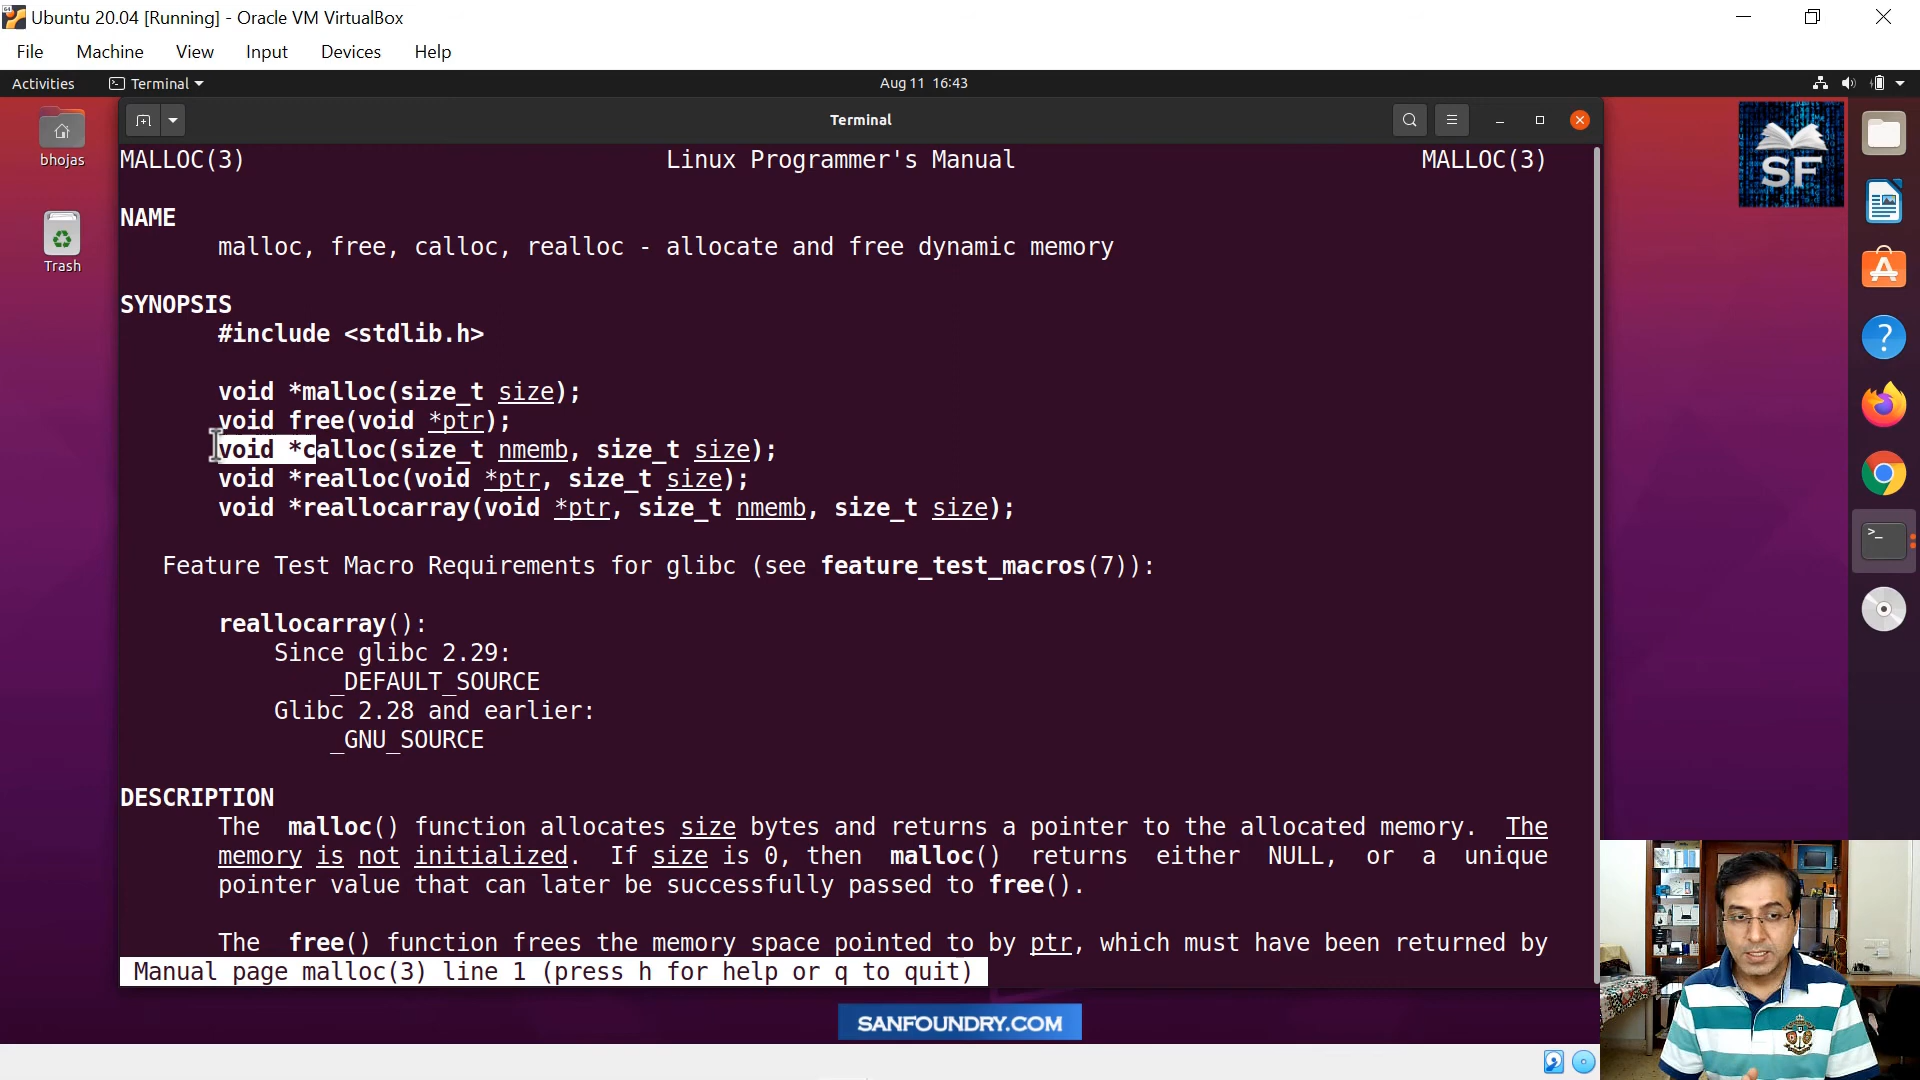 Ubuntu 20.04 [Running] - Oracle VM VirtualBox
File Machine View Input Devices Help
Activities Terminal Aug 11 16:43
bhojas
Trash
Terminal
MALLOC(3) Linux Programmer's Manual MALLOC(3)
NAME
malloc, free, calloc, realloc - allocate and free dynamic memory
SYNOPSIS
#include <stdlib.h>
void *malloc(size_t size);
void free(void *ptr);
void *calloc(size_t nmemb, size_t size);
void *realloc(void *ptr, size_t size);
void *reallocarray(void *ptr, size_t nmemb, size_t size);
Feature Test Macro Requirements for glibc (see feature_test_macros(7)):
reallocarray():
Since glibc 2.29:
_DEFAULT_SOURCE
Glibc 2.28 and earlier:
_GNU_SOURCE
DESCRIPTION
The malloc() function allocates size bytes and returns a pointer to the allocated memory. The
memory is not initialized. If size is 0, then malloc() returns either NULL, or a unique
pointer value that can later be successfully passed to free().
The free() function frees the memory space pointed to by ptr, which must have been returned by
Manual page malloc(3) line 1 (press h for help or q to quit)
SF
SANFOUNDRY.COM